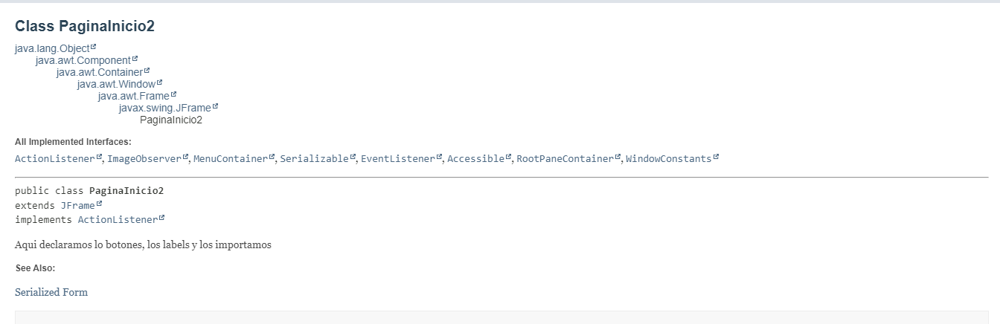 Class PaginaInicio2
java.lang.Object
java.awt.Component
java.awt.Container
java.awt.Window
java.awt.Frame
javax.swing.JFrame
PaginaInicio2
All Implemented Interfaces:
ActionListener, ImageObserver, MenuContainer, Serializable, EventListener, Accessible, RootPaneContainer, WindowConstants
public class PaginaInicio2
extends JFrame
implements ActionListener
Aqui declaramos lo botones, los labels y los importamos
See Also:
Serialized Form